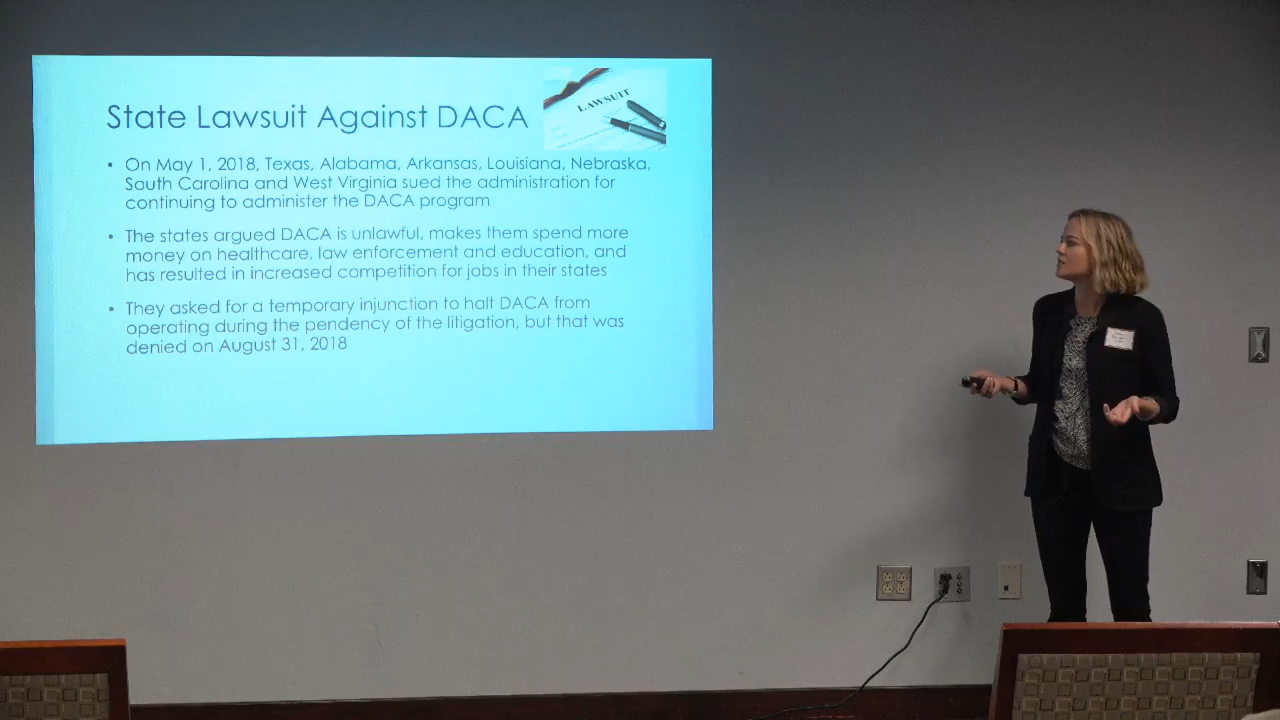 State Lawsuit Against DACA
LAWSUIT
• On May 1, 2018, Texas, Alabama, Arkansas, Louisiana, Nebraska,
South Carolina and West Virginia sued the administration for
continuing to administer the DACA program
• The states argued DACA is unlawful, makes them spend more
money on healthcare, law enforcement and education, and
has resulted in increased competition for jobs in their states
• They asked for a temporary injunction to halt DACA from
operating during the pendency of the litigation, but that was
denied on August 31, 2018